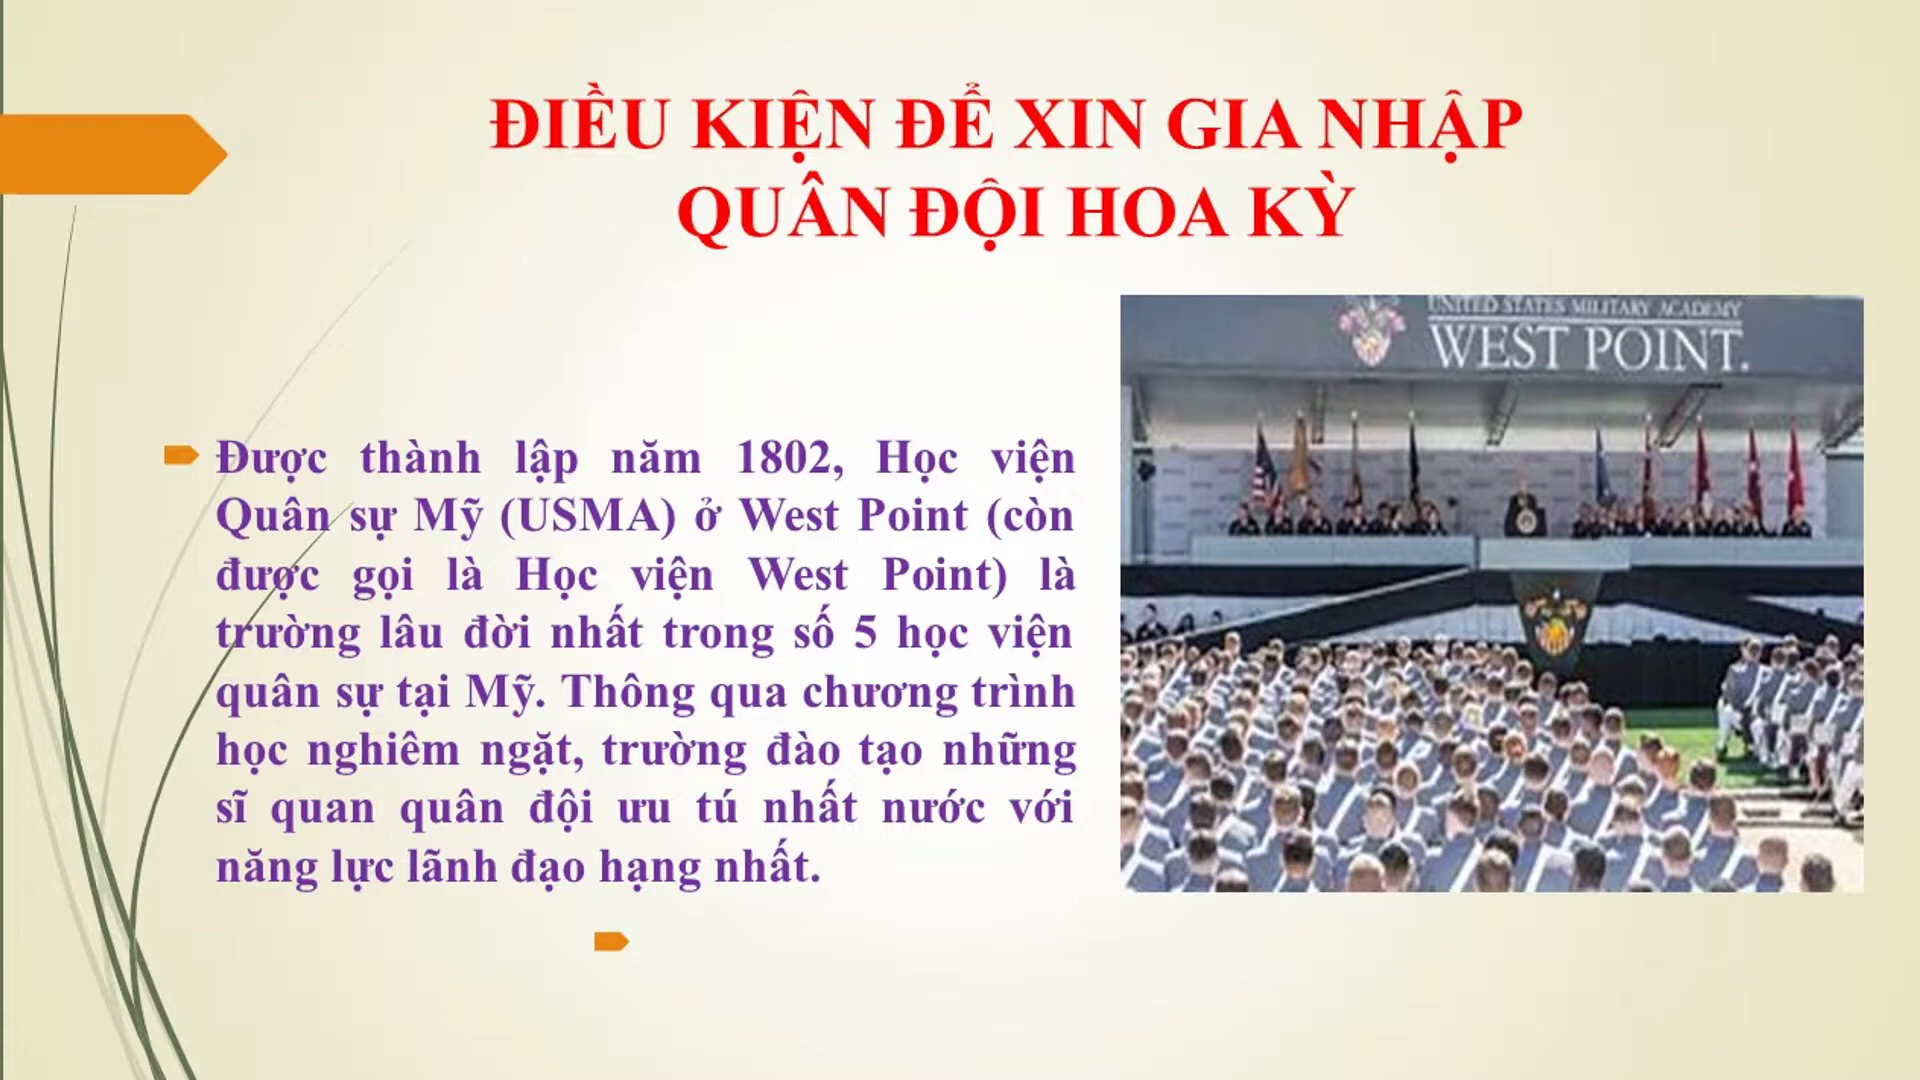 ĐIỀU KIỆN ĐỂ XIN GIA NHẬP
QUÂN ĐỘI HOA KỲ
UNITED STATES MILITARY ACADEMY
WEST POINT.
Được thành lập năm 1802, Học viện
Quân sự Mỹ (USMA) ở West Point (còn
được gọi là Học viện West Point) là
trường lâu đời nhất trong số 5 học viện
quân sự tại Mỹ. Thông qua chương trình
học nghiêm ngặt, trường đào tạo những
sĩ quan quân đội ưu tú nhất nước với
năng lực lãnh đạo hạng nhất.